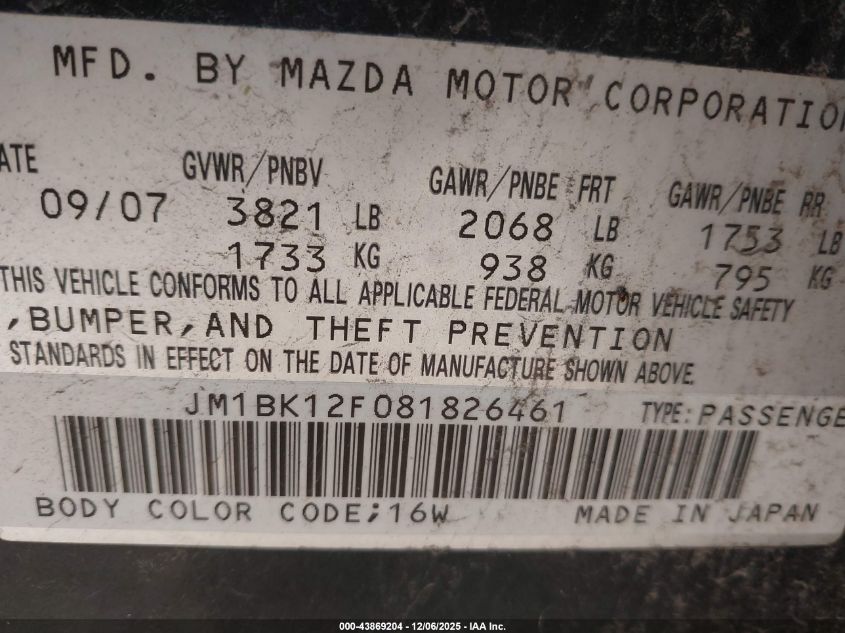 MFD. BY MAZDA MOTOR CORPORATION
ATE GVWR/PNBV GAWR/PNBE FRT GAWR/PNBE RR
09/07 3821 LB 2068 LB 1753 LB
1733 KG 938 KG 795 KG
THIS VEHICLE CONFORMS TO ALL APPLICABLE FEDERAL MOTOR VEHICLE SAFETY
,BUMPER,AND THEFT PREVENTION
STANDARDS IN EFFECT ON THE DATE OF MANUFACTURE SHOWN ABOVE.
JM1BK12F081826461 TYPE:PASSENGE
BODY COLOR CODE;16W MADE IN JAPAN
000-43869204 - 12/06/2025 - IAA Inc.